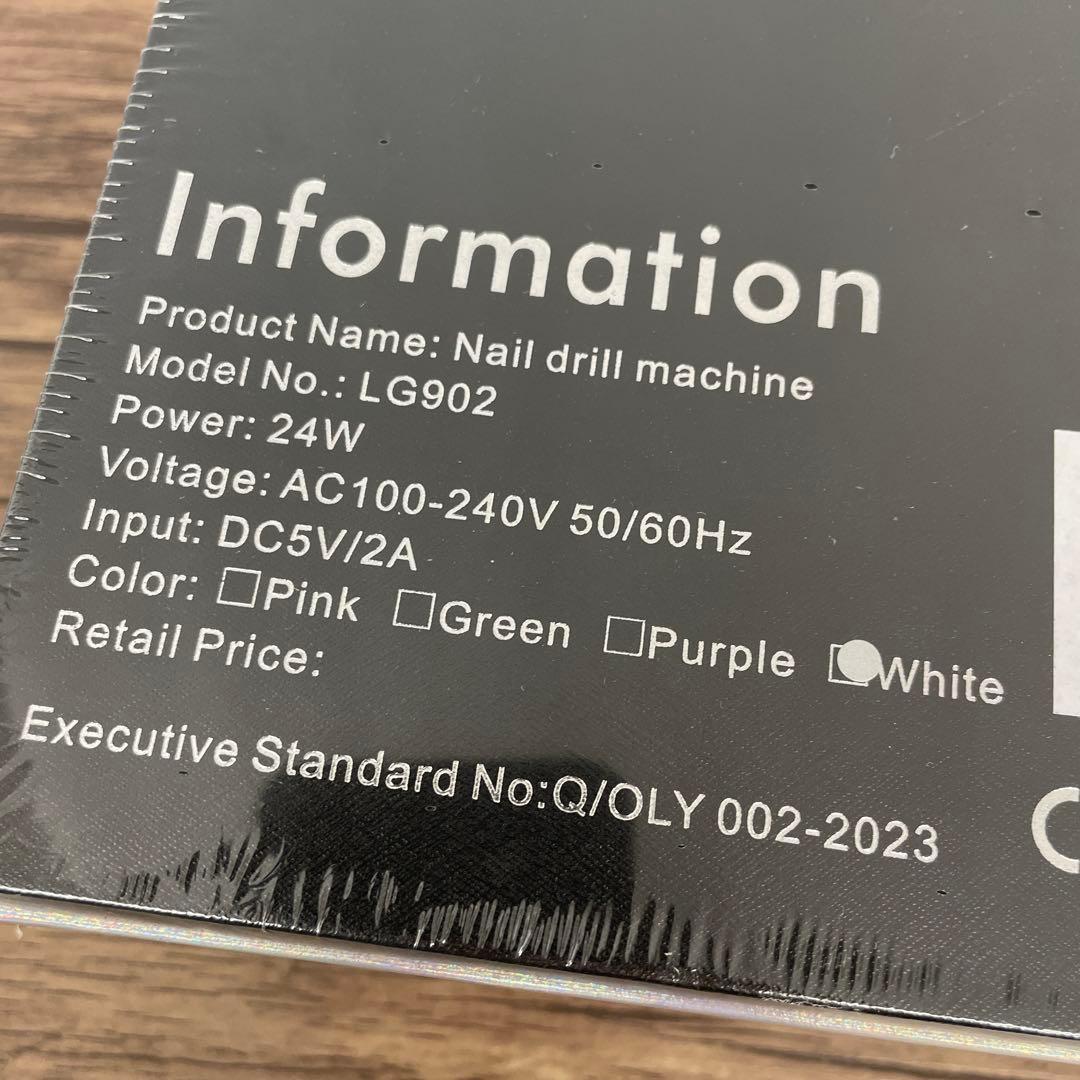 Information
Product Name: Nail drill machine
Model No.: LG902
Power: 24W
Voltage: AC100-240V 50/60Hz
Input: DC5V/2A
Color: □Pink □Green □Purple □White
Retail Price:
Executive Standard No:Q/OLY 002-2023